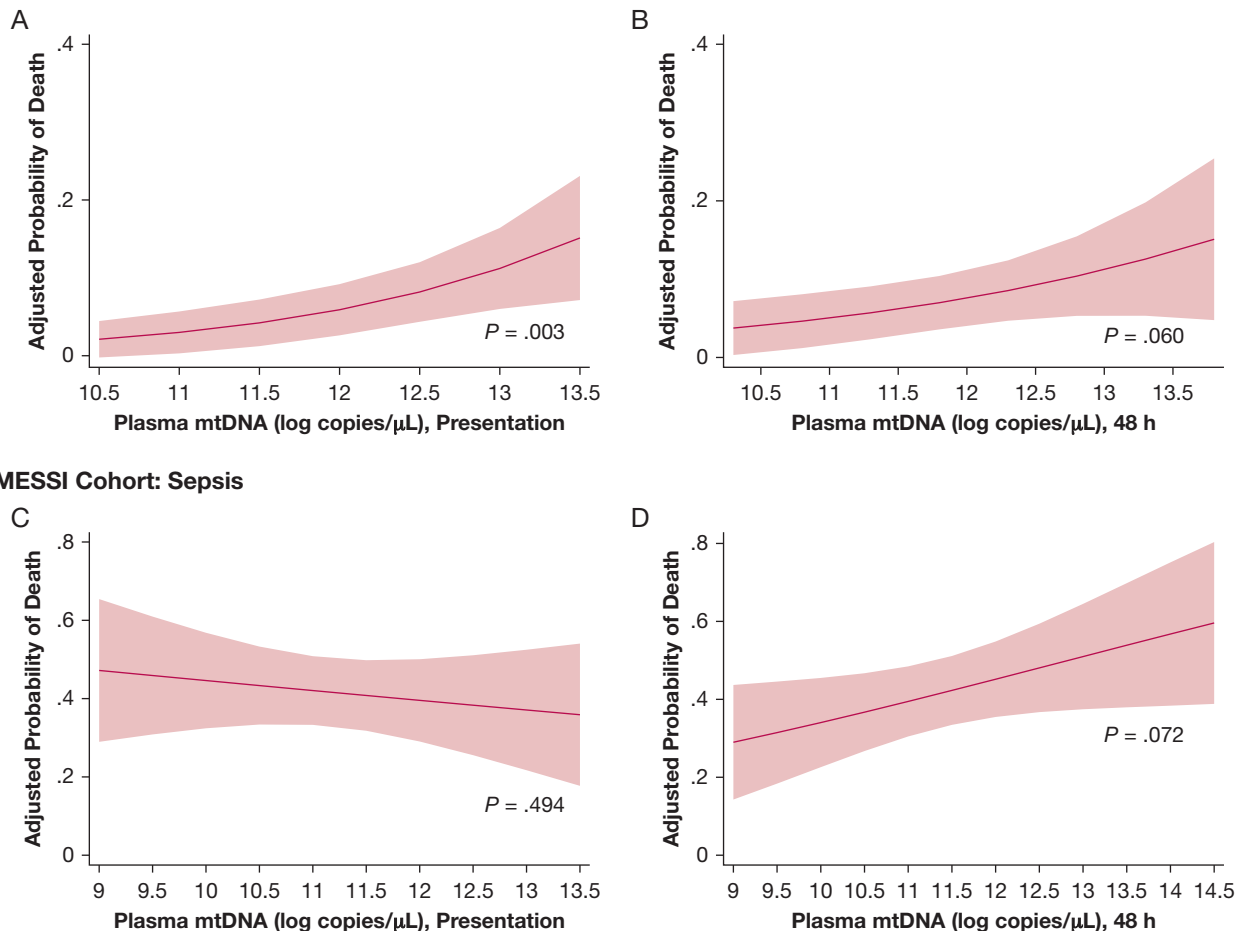 A
Adjusted Probability of Death
.4
.2
0
10.5 11 11.5 12 12.5 13 13.5
Plasma mtDNA (log copies/μL), Presentation
P = .003
B
Adjusted Probability of Death
.4
.2
0
10.5 11 11.5 12 12.5 13 13.5
Plasma mtDNA (log copies/μL), 48 h
P = .060
MESSI Cohort: Sepsis
C
Adjusted Probability of Death
.8
.6
.4
.2
0
9 9.5 10 10.5 11 11.5 12 12.5 13 13.5
Plasma mtDNA (log copies/μL), Presentation
P = .494
D
Adjusted Probability of Death
.8
.6
.4
.2
0
9 9.5 10 10.5 11 11.5 12 12.5 13 13.5 14 14.5
Plasma mtDNA (log copies/μL), 48 h
P = .072